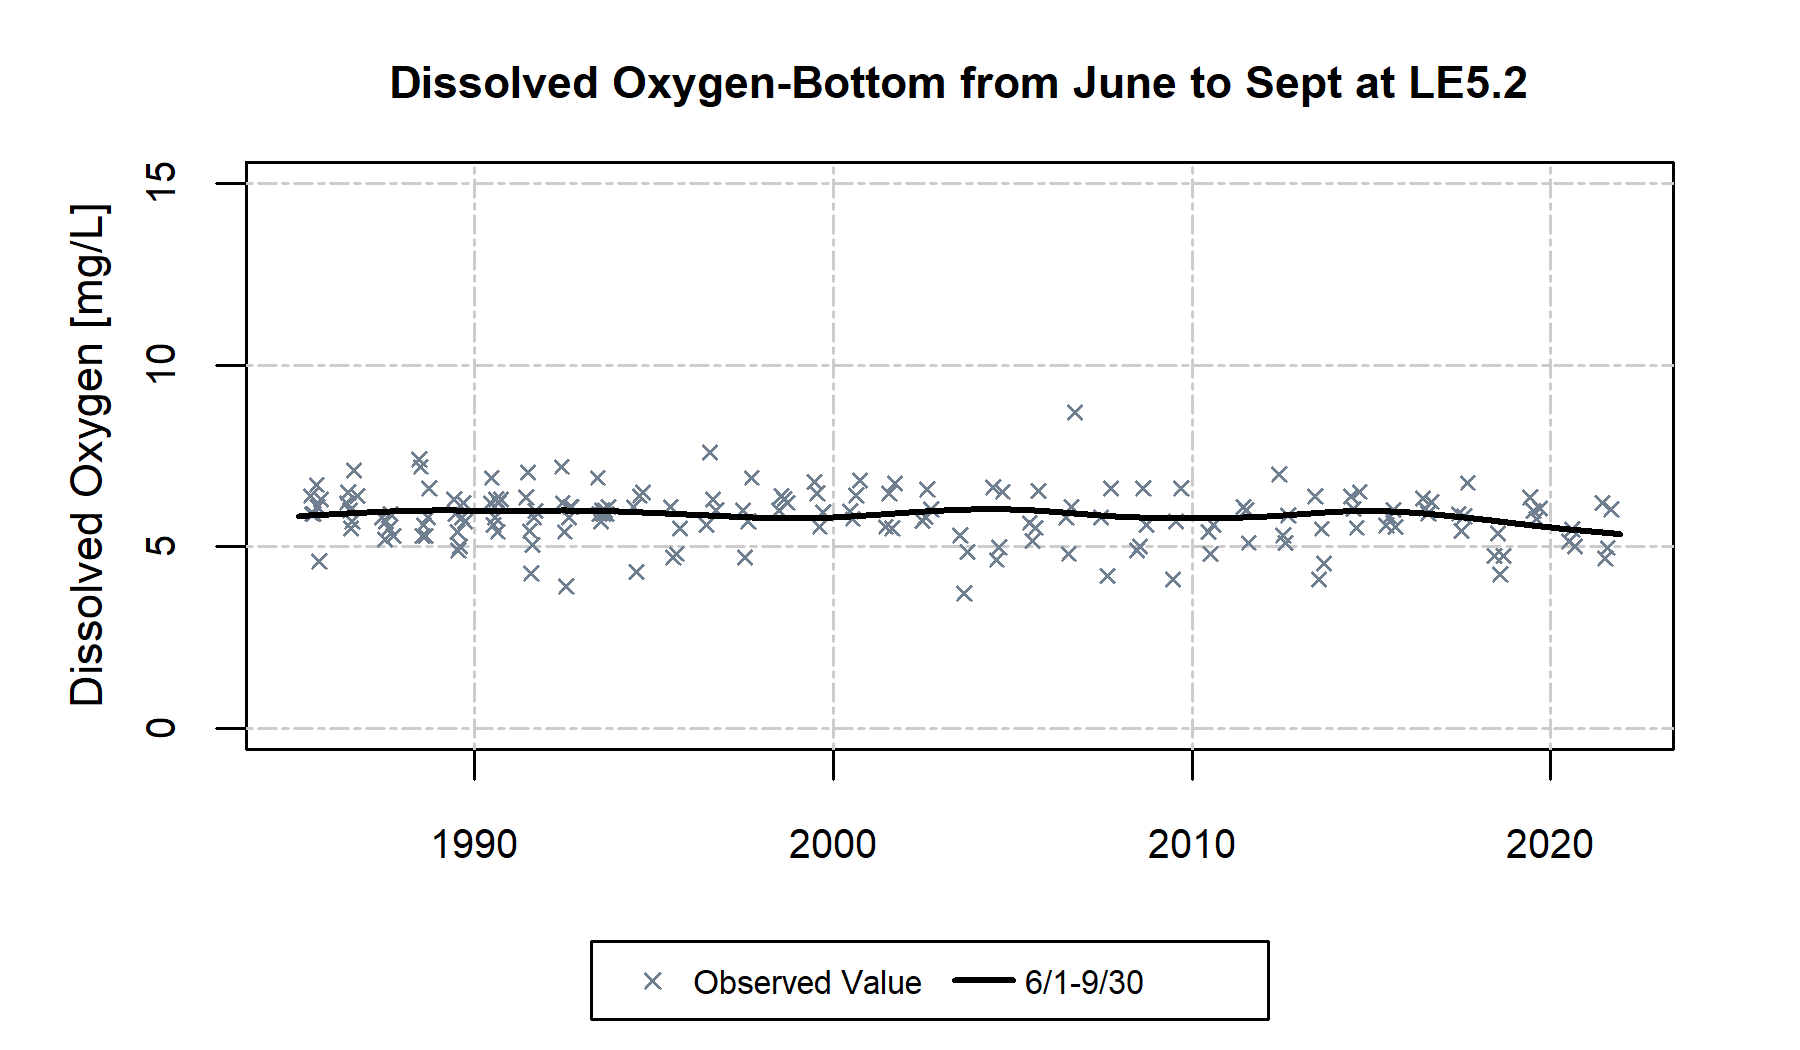 Dissolved Oxygen-Bottom from June to Sept at LE5.2
Dissolved Oxygen [mg/L]
15
10
5
0
1990 2000 2010 2020
Observed Value 6/1-9/30